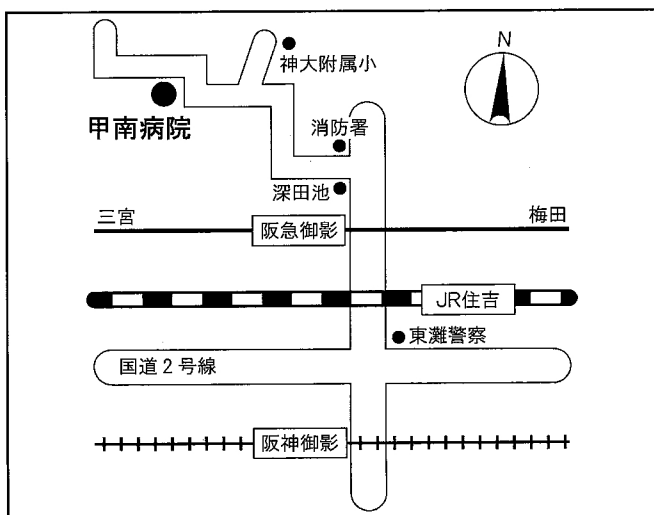 N
神大附属小
甲南病院
消防署
深田池
三宮
梅田
阪急御影
JR住吉
東灘警察
国道2号線
阪神御影